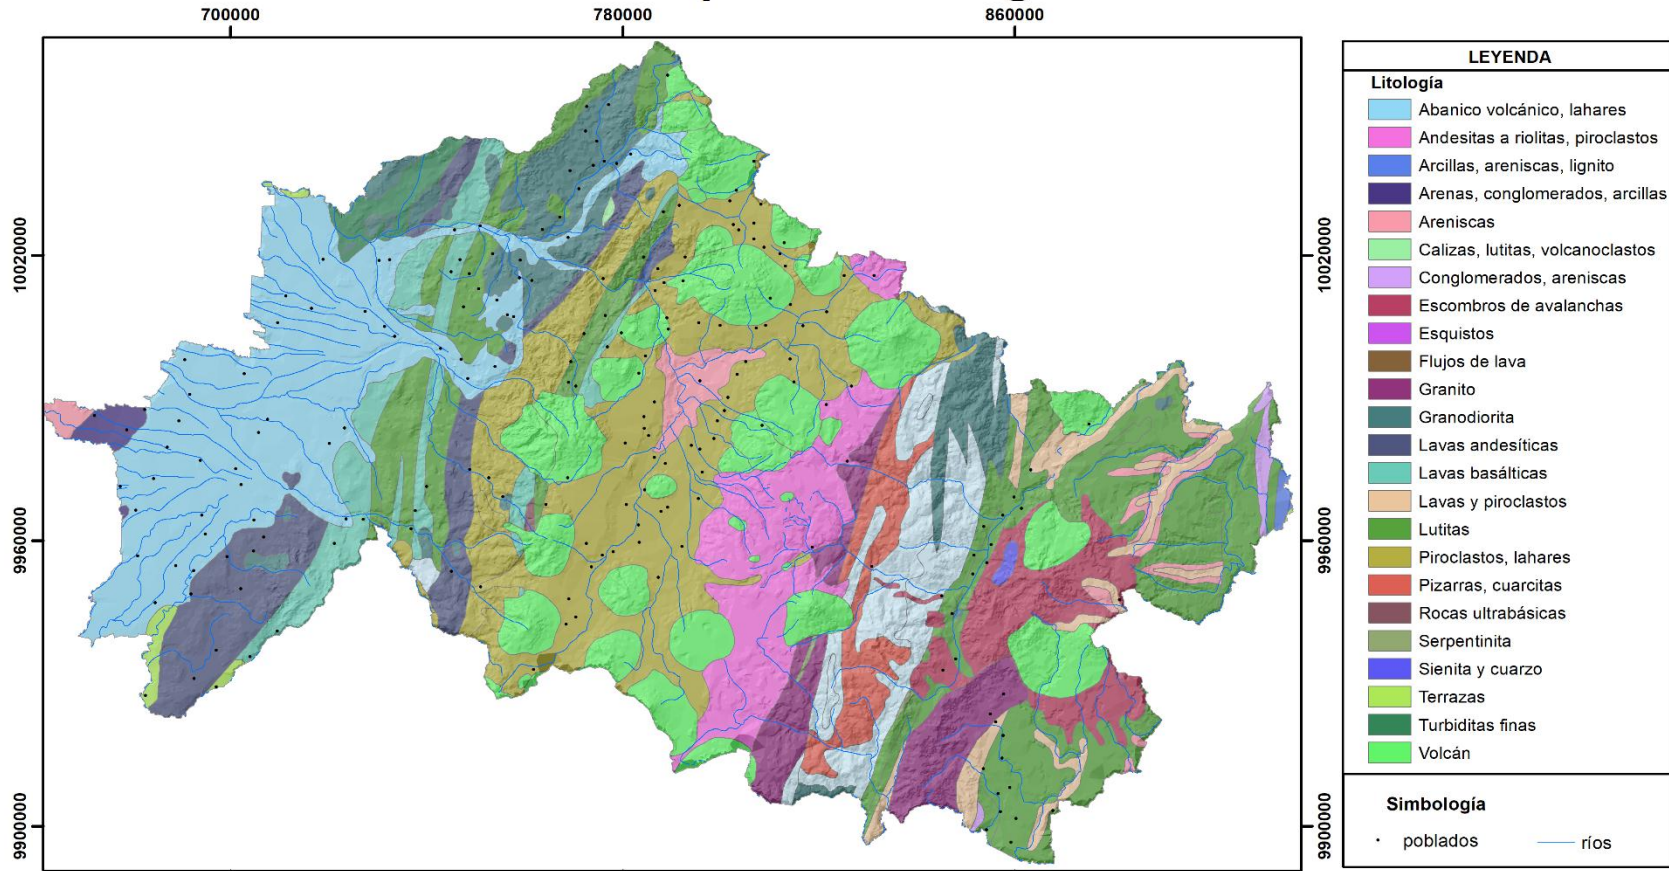 700000
780000
860000
LEYENDA
Litología
Abanico volcánico, lahares
Andesitas a riolitas, piroclastos
Arcillas, areniscas, lignito
Arenas, conglomerados, arcillas
Areniscas
Calizas, lutitas, volcanoclastos
Conglomerados, areniscas
Escombros de avalanchas
Esquistos
Flujos de lava
Granito
Granodiorita
Lavas andesíticas
Lavas basálticas
Lavas y piroclastos
Lutitas
Piroclastos, lahares
Pizarras, cuarcitas
Rocas ultrabásicas
Serpentinita
Sienita y cuarzo
Terrazas
Turbiditas finas
Volcán
Simbología
poblados
ríos
10020000
9960000
9900000
10020000
9960000
9900000